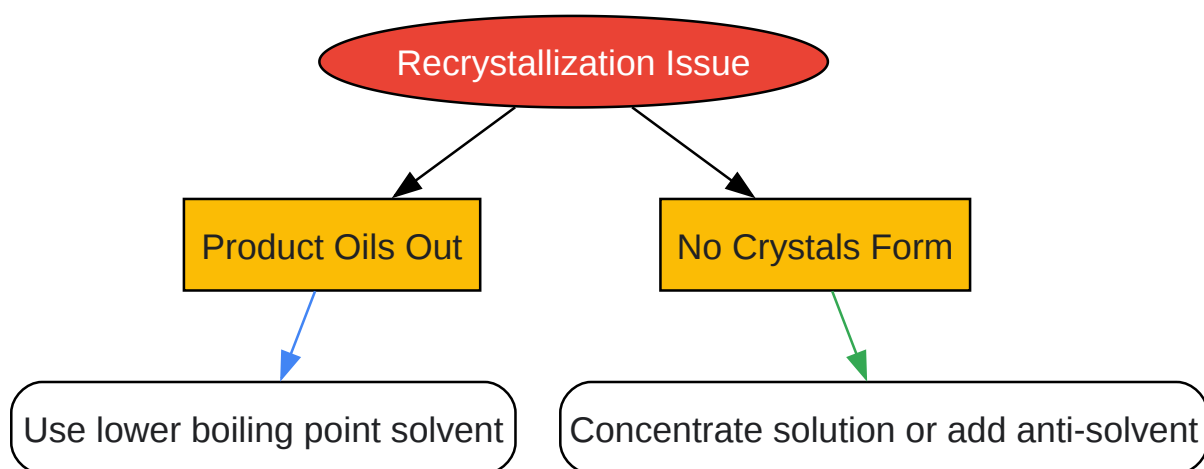 Recrystallization Issue
Product Oils Out
No Crystals Form
Use lower boiling point solvent
Concentrate solution or add anti-solvent